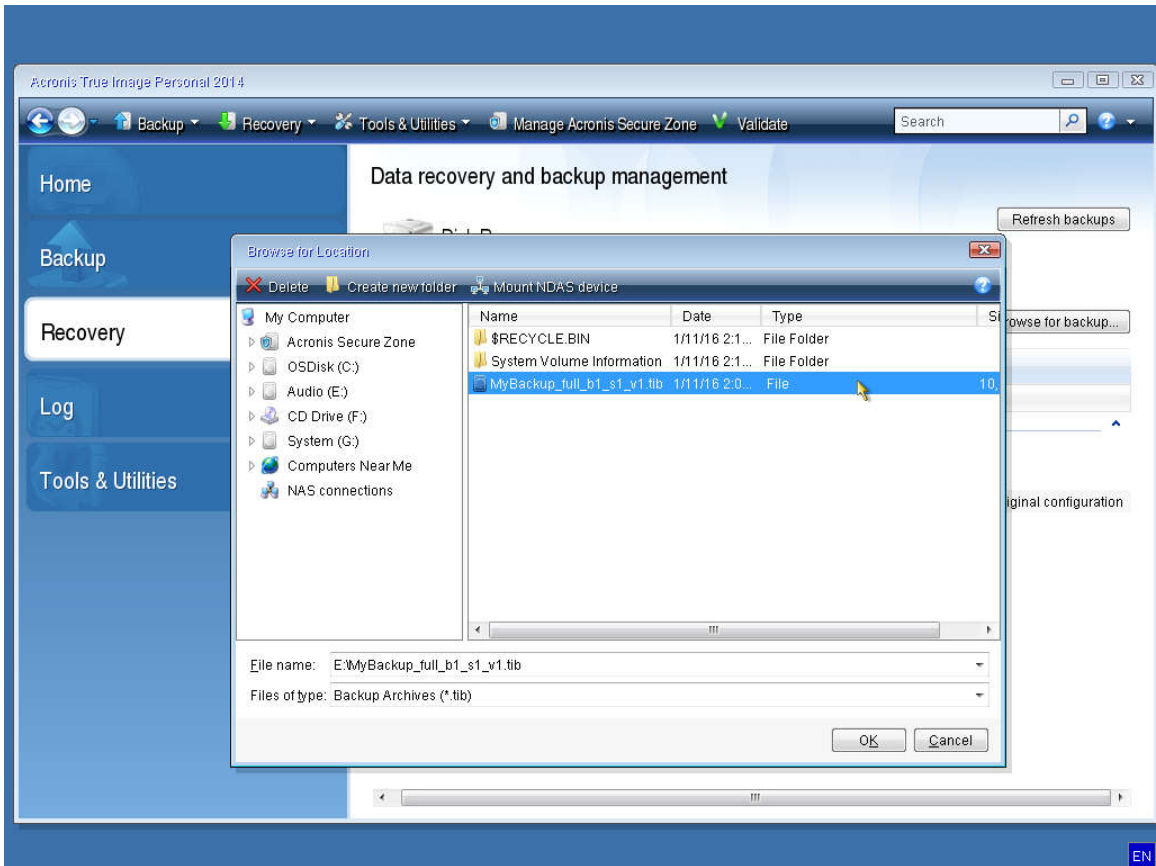 Acronis True Image Personal 2014
Backup Recovery Tools & Utilities Manage Acronis Secure Zone Validate Search
Home
Data recovery and backup management
Refresh backups
Backup
Browse for Location
Delete Create new folder Mount NDAS device
My Computer
Acronis Secure Zone
OSDisk (C:)
Audio (E:)
CD Drive (F:)
System (G:)
Computers Near Me
NAS connections
Name Date Type
$RECYCLE.BIN 1/11/16 2:1... File Folder
System Volume Information 1/11/16 2:1... File Folder
MyBackup_full_b1_s1_v1.tib 1/11/16 2:0... File 10,
File name: E:\MyBackup_full_b1_s1_v1.tib
Files of type: Backup Archives (*.tib)
OK Cancel
for backup...
configuration
Recovery
Log
Tools & Utilities
EN